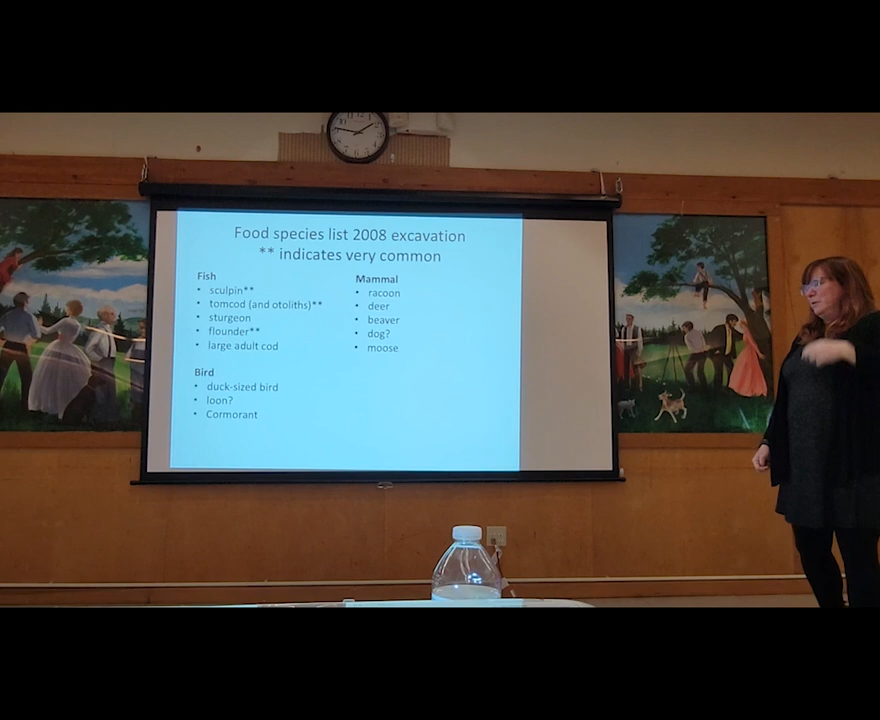 Food species list 2008 excavation
** indicates very common
Fish
• sculpin**
• tomcod (and otoliths)**
• sturgeon
• flounder**
• large adult cod
Bird
• duck-sized bird
• loon?
• Cormorant
Mammal
• racoon
• deer
• beaver
• dog?
• moose